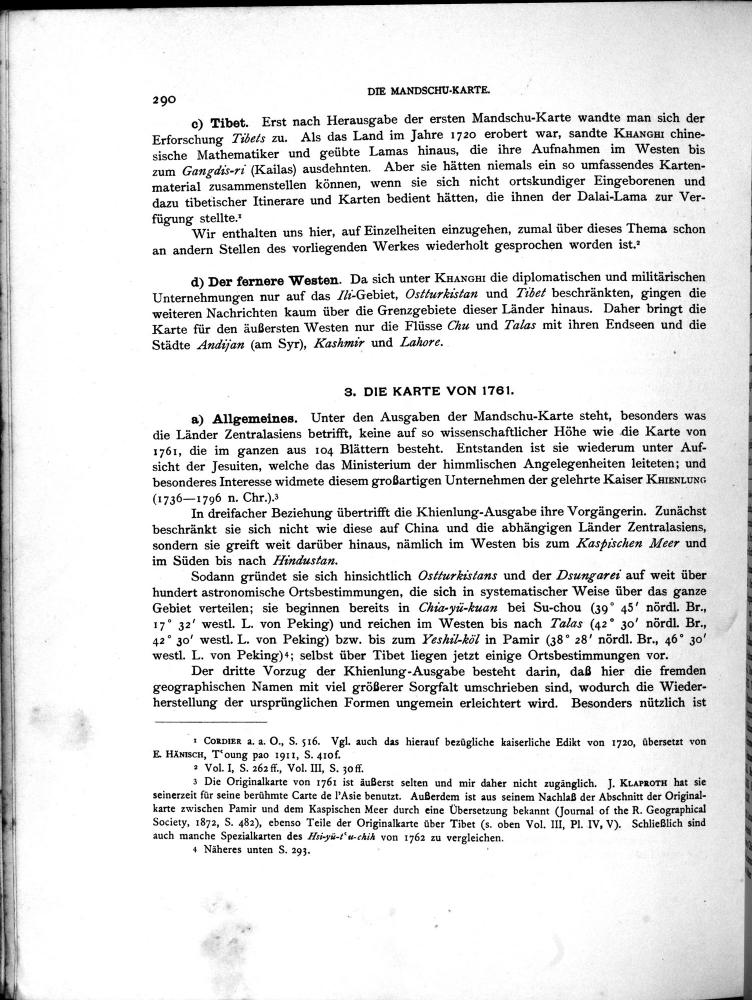 290
DIE MANDSCHU-KARTE.
c) Tibet. Erst nach Herausgabe der ersten Mandschu-Karte wandte man sich der
Erforschung Tibets zu. Als das Land im Jahre 1720 erobert war, sandte KHANGHI chine-
sische Mathematiker und geübte Lamas hinaus, die ihre Aufnahmen im Westen bis
zum Gangdis-ri (Kailas) ausdehnten. Aber sie hätten niemals ein so umfassendes Karten-
material zusammenstellen können, wenn sie sich nicht ortskundiger Eingeborenen und
dazu tibetischer Itinerare und Karten bedient hätten, die ihnen der Dalai-Lama zur Ver-
fügung stellte.¹
Wir enthalten uns hier, auf Einzelheiten einzugehen, zumal über dieses Thema schon
an andern Stellen des vorliegenden Werkes wiederholt gesprochen worden ist.²
d) Der fernere Westen. Da sich unter KHANGHI die diplomatischen und militärischen
Unternehmungen nur auf das Ili-Gebiet, Ostturkistan und Tibet beschränkten, gingen die
weiteren Nachrichten kaum über die Grenzgebiete dieser Länder hinaus. Daher bringt die
Karte für den äußersten Westen nur die Flüsse Chu und Talas mit ihren Endseen und die
Städte Andijan (am Syr), Kashmir und Lahore.
3. DIE KARTE VON 1761.
a) Allgemeines. Unter den Ausgaben der Mandschu-Karte steht, besonders was
die Länder Zentralasiens betrifft, keine auf so wissenschaftlicher Höhe wie die Karte von
1761, die im ganzen aus 104 Blättern besteht. Entstanden ist sie wiederum unter Auf-
sicht der Jesuiten, welche das Ministerium der himmlischen Angelegenheiten leiteten; und
besonderes Interesse widmete diesem großartigen Unternehmen der gelehrte Kaiser KHIENLUNG
(1736—1796 n. Chr.).³
In dreifacher Beziehung übertrifft die Khienlung-Ausgabe ihre Vorgängerin. Zunächst
beschränkt sie sich nicht wie diese auf China und die abhängigen Länder Zentralasiens,
sondern sie greift weit darüber hinaus, nämlich im Westen bis zum Kaspischen Meer und
im Süden bis nach Hindustan.
Sodann gründet sie sich hinsichtlich Ostturkistans und der Dsungarei auf weit über
hundert astronomische Ortsbestimmungen, die sich in systematischer Weise über das ganze
Gebiet verteilen; sie beginnen bereits in Chia-yü-kuan bei Su-chou (39° 45′ nördl. Br.,
17° 32′ westl. L. von Peking) und reichen im Westen bis nach Talas (42° 30′ nördl. Br.,
42° 30′ westl. L. von Peking) bzw. bis zum Yeshil-köl in Pamir (38° 28′ nördl. Br., 46° 30′
westl. L. von Peking)⁴; selbst über Tibet liegen jetzt einige Ortsbestimmungen vor.
Der dritte Vorzug der Khienlung-Ausgabe besteht darin, daß hier die fremden
geographischen Namen mit viel größerer Sorgfalt umschrieben sind, wodurch die Wieder-
herstellung der ursprünglichen Formen ungemein erleichtert wird. Besonders nützlich ist
¹ CORDIER a. a. O., S. 516. Vgl. auch das hierauf bezügliche kaiserliche Edikt von 1720, übersetzt von
E. HÄNISCH, Tʿoung pao 1911, S. 410f.
² Vol. I, S. 262 ff., Vol. III, S. 30 ff.
³ Die Originalkarte von 1761 ist äußerst selten und mir daher nicht zugänglich. J. KLAPROTH hat sie
seinerzeit für seine berühmte Carte de l'Asie benutzt. Außerdem ist aus seinem Nachlaß der Abschnitt der Original-
karte zwischen Pamir und dem Kaspischen Meer durch eine Übersetzung bekannt (Journal of the R. Geographical
Society, 1872, S. 482), ebenso Teile der Originalkarte über Tibet (s. oben Vol. III, Pl. IV, V). Schließlich sind
auch manche Spezialkarten des Hsi-yü-tʿu-chih von 1762 zu vergleichen.
⁴ Näheres unten S. 293.